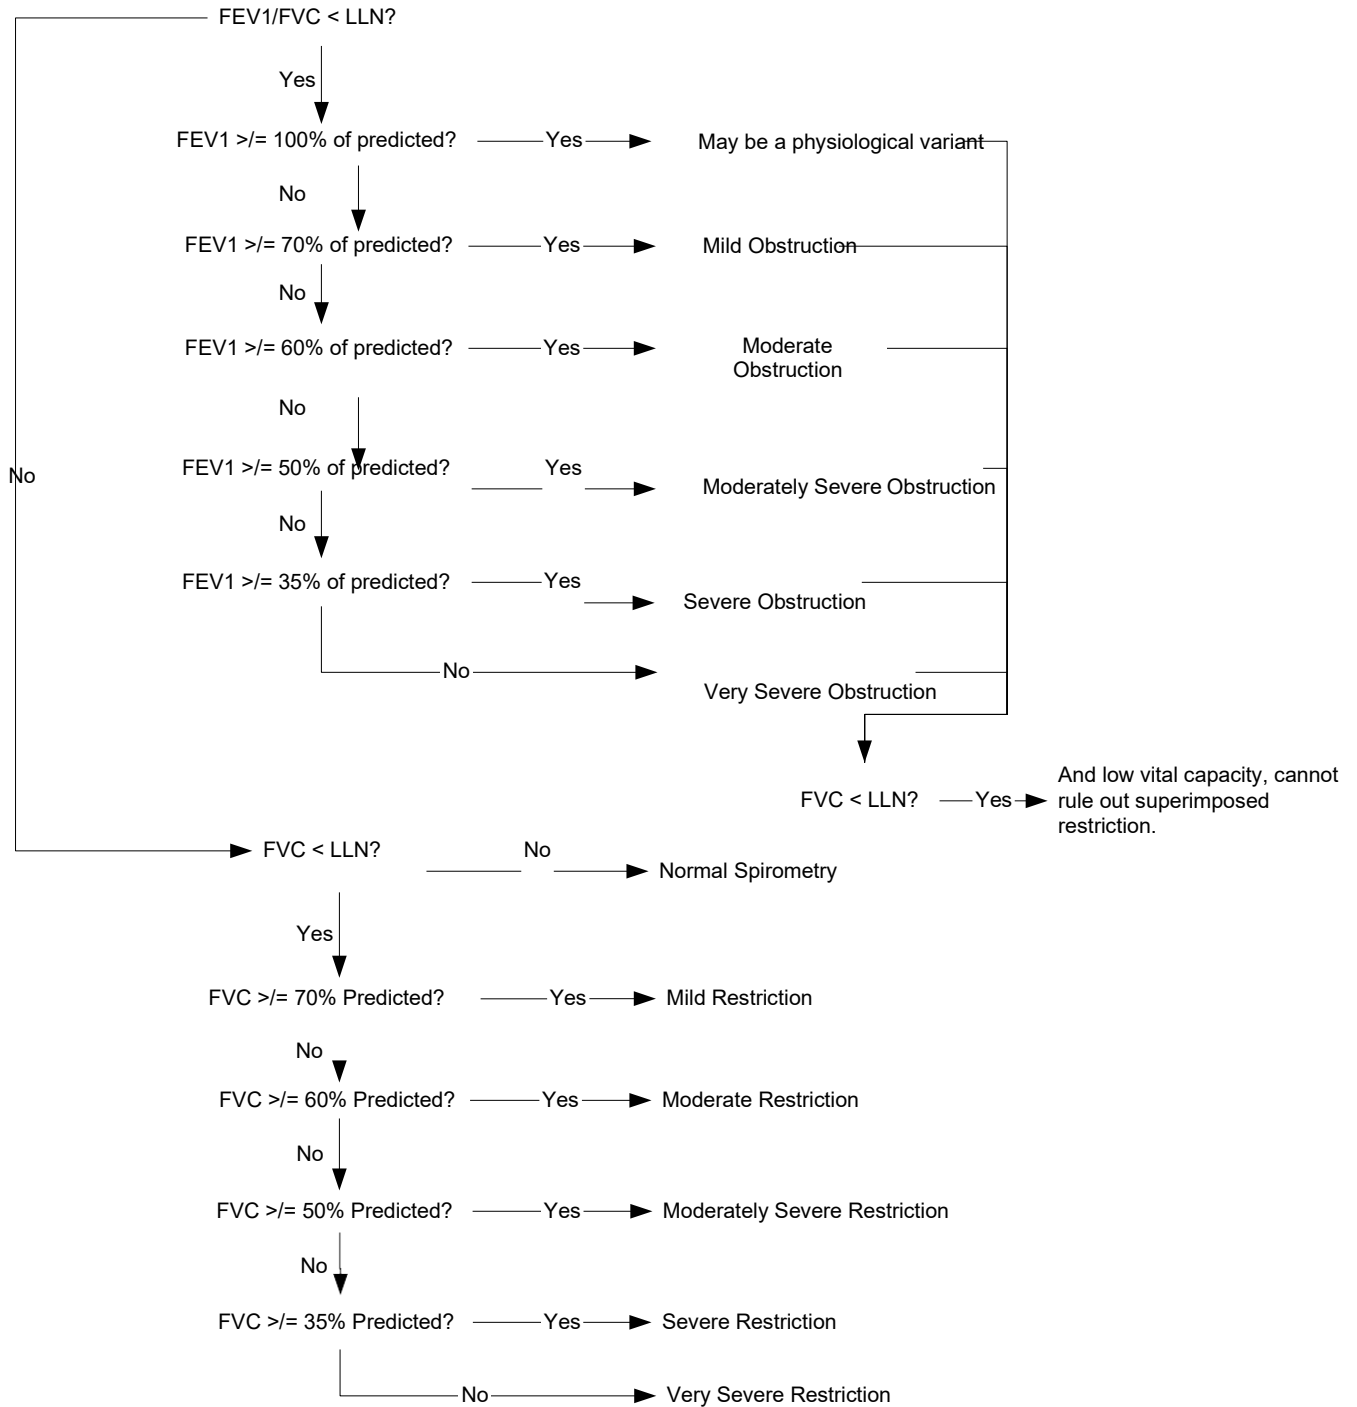 FEV1/FVC < LLN?
Yes
FEV1 >/= 100% of predicted?
Yes
May be a physiological variant
No
FEV1 >/= 70% of predicted?
Yes
Mild Obstruction
No
FEV1 >/= 60% of predicted?
Yes
Moderate
Obstruction
No
FEV1 >/= 50% of predicted?
Yes
Moderately Severe Obstruction
No
No
FEV1 >/= 35% of predicted?
Yes
Severe Obstruction
No
Very Severe Obstruction
FVC < LLN?
Yes
And low vital capacity, cannot
rule out superimposed
restriction.
FVC < LLN?
No
Normal Spirometry
Yes
FVC >/= 70% Predicted?
Yes
Mild Restriction
No
FVC >/= 60% Predicted?
Yes
Moderate Restriction
No
FVC >/= 50% Predicted?
Yes
Moderately Severe Restriction
No
FVC >/= 35% Predicted?
Yes
Severe Restriction
No
Very Severe Restriction